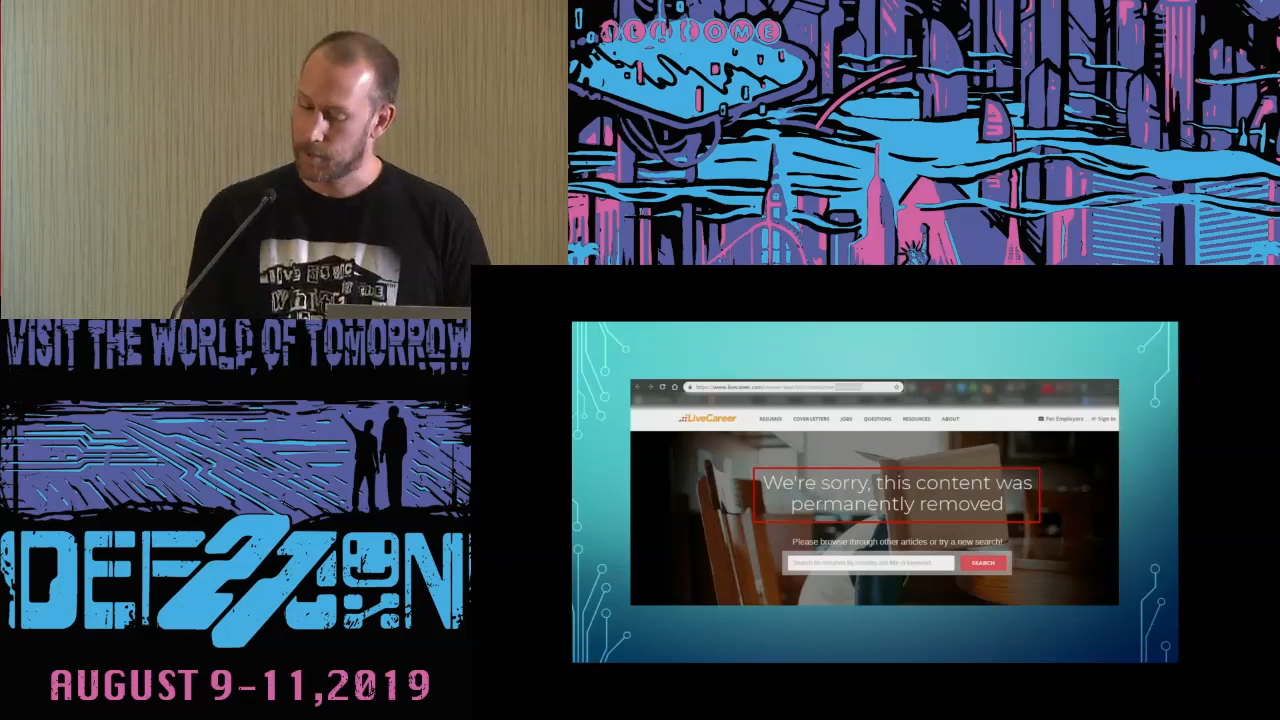 WELCOME
VISIT THE WORLD OF TOMORROW
DEF CON
27
AUGUST 9-11,2019
LiveCareer
RESUMES COVER LETTERS JOBS QUESTIONS RESOURCES ABOUT
For Employers Sign In
We're sorry, this content was
permanently removed
Please browse through other articles or try a new search!
SEARCH